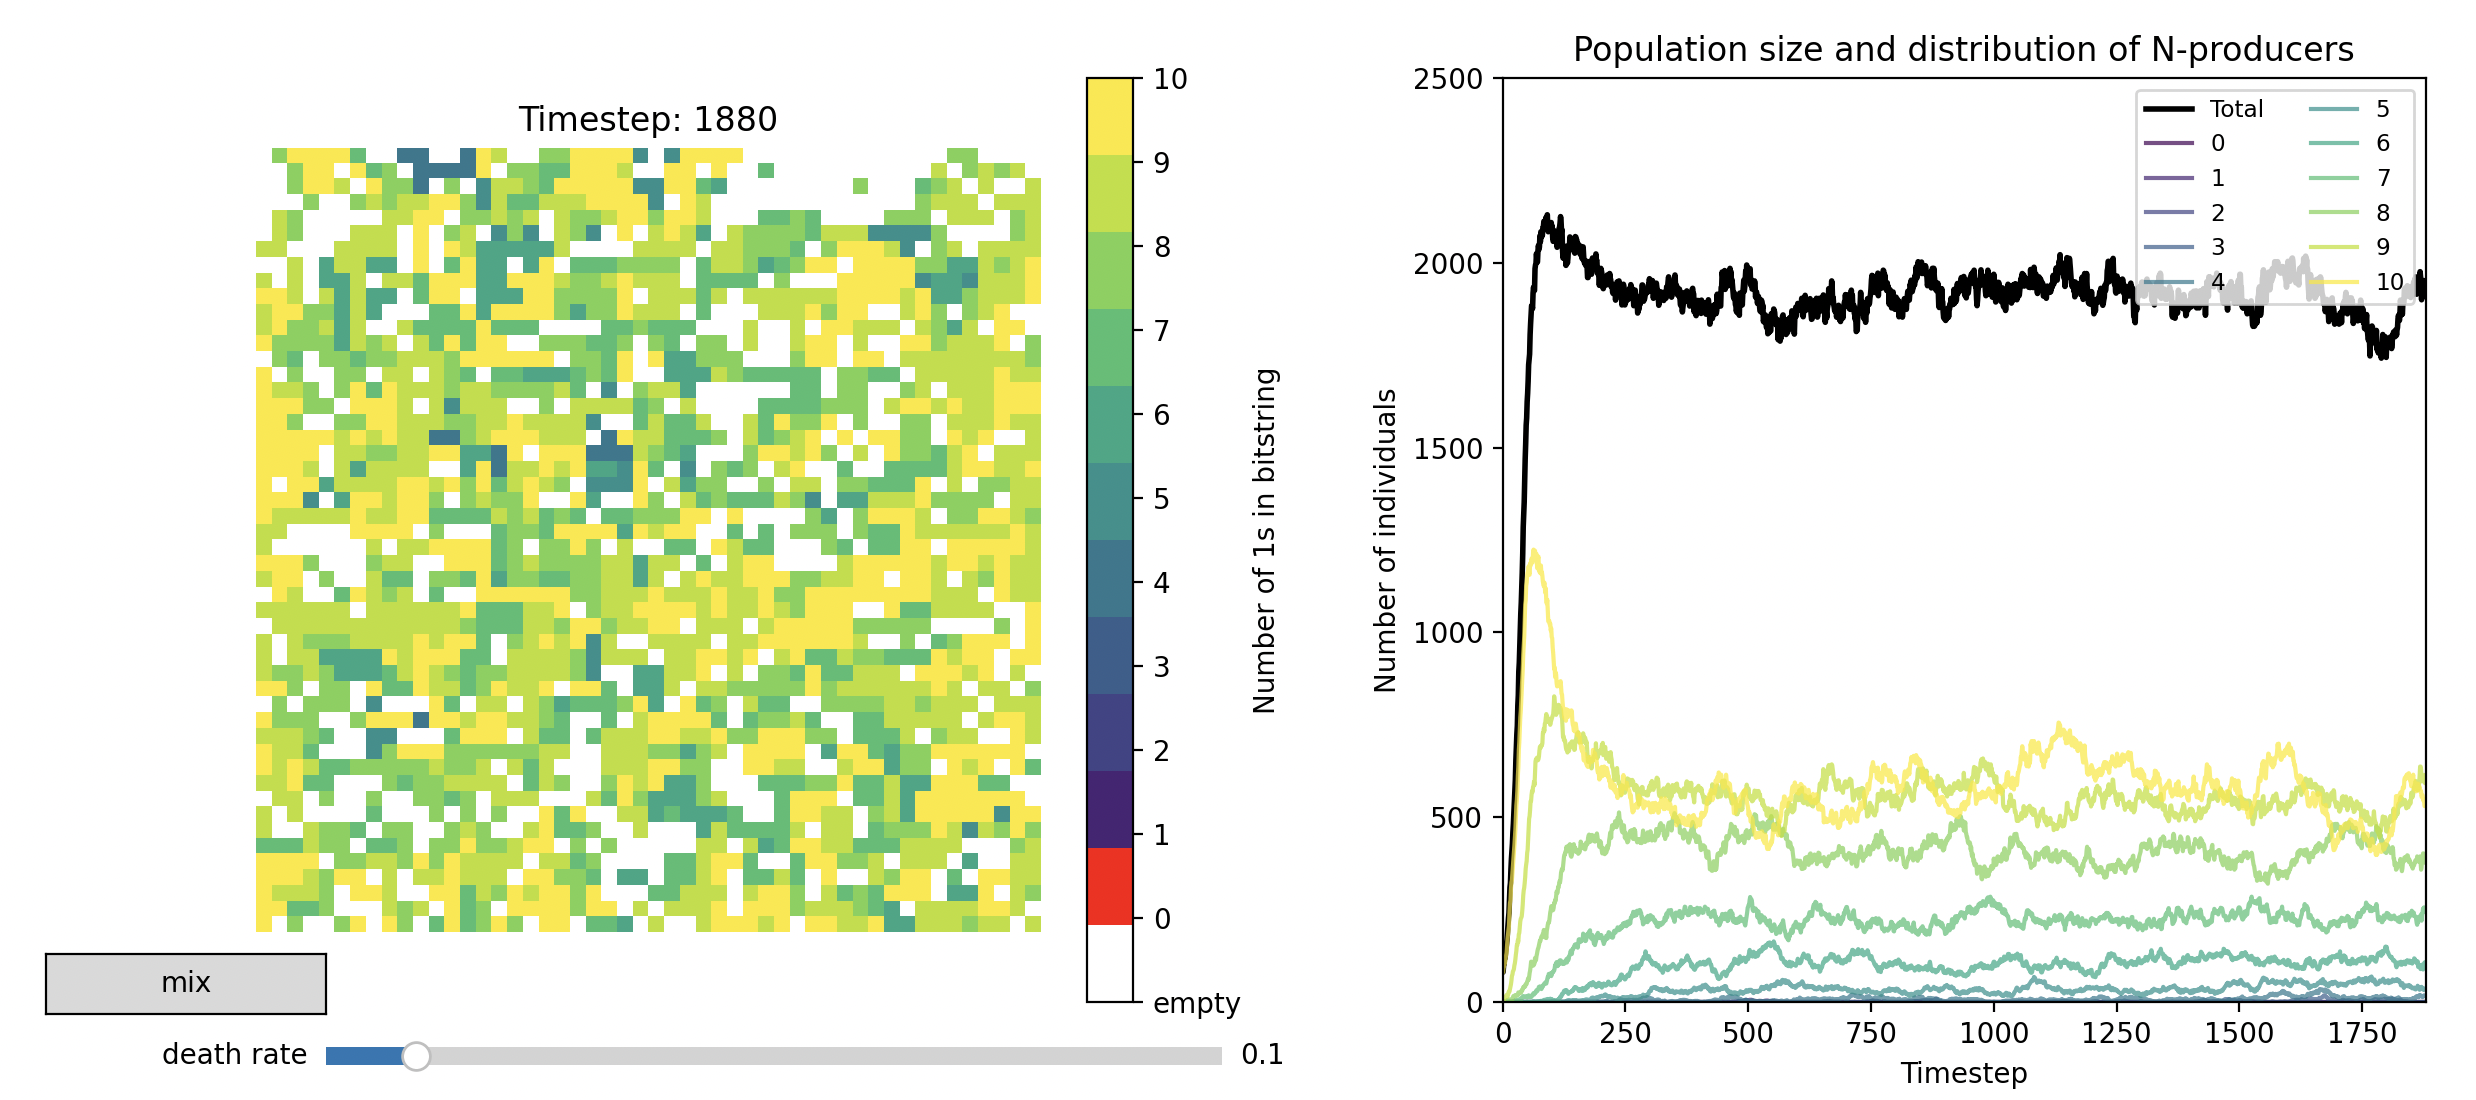 Timestep: 1880
10
9
8
7
6
5
4
3
2
1
0
empty
Number of 1s in bitstring
mix
death rate
0.1
Population size and distribution of N-producers
2500
2000
1500
1000
500
0
Number of individuals
0 250 500 750 1000 1250 1500 1750
Timestep
Total
0
1
2
3
4
5
6
7
8
9
10